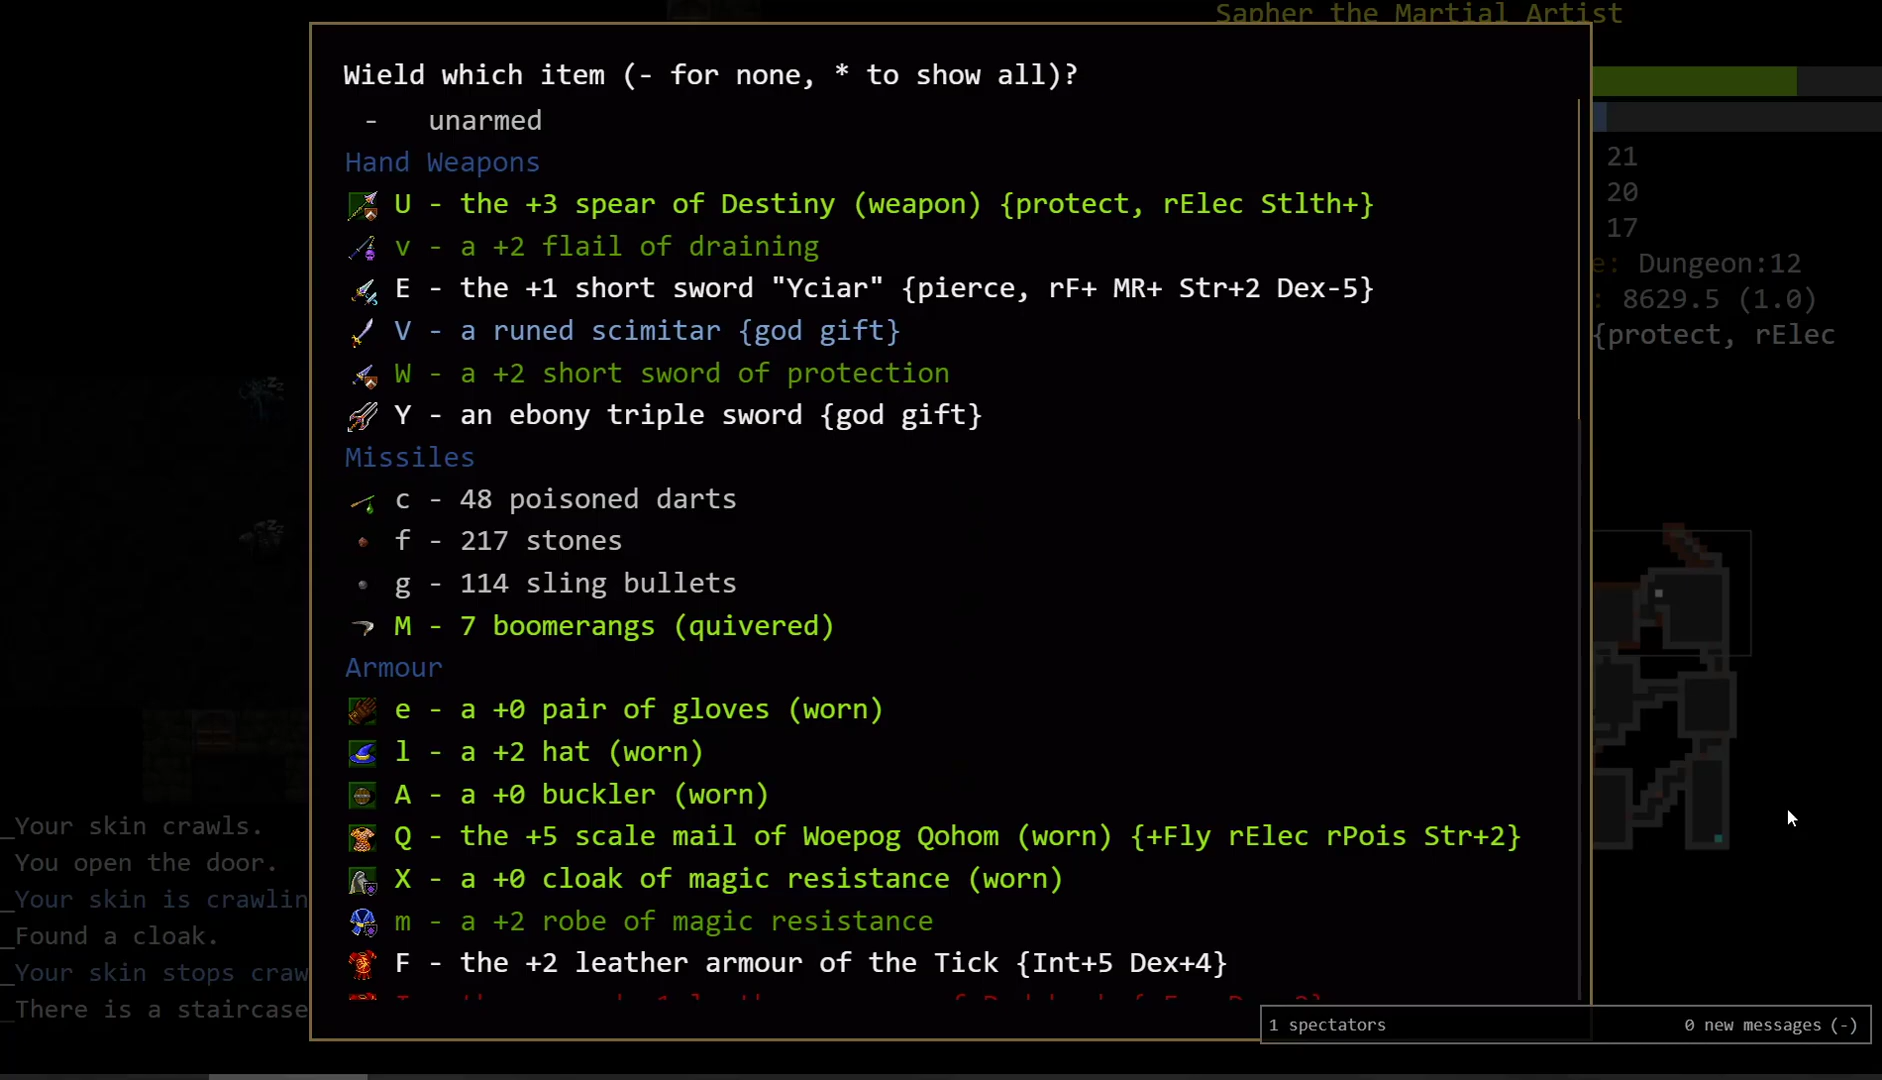 Sapher the Martial Artist
Wield which item (- for none, * to show all)?
- unarmed
Hand Weapons
U - the +3 spear of Destiny (weapon) {protect, rElec Stlth+}
v - a +2 flail of draining
E - the +1 short sword "Yciar" {pierce, rF+ MR+ Str+2 Dex-5}
V - a runed scimitar {god gift}
W - a +2 short sword of protection
Y - an ebony triple sword {god gift}
Missiles
c - 48 poisoned darts
f - 217 stones
g - 114 sling bullets
M - 7 boomerangs (quivered)
Armour
e - a +0 pair of gloves (worn)
l - a +2 hat (worn)
A - a +0 buckler (worn)
Q - the +5 scale mail of Woepog Qohom (worn) {+Fly rElec rPois Str+2}
X - a +0 cloak of magic resistance (worn)
m - a +2 robe of magic resistance
F - the +2 leather armour of the Tick {Int+5 Dex+4}
21
20
17
e: Dungeon:12
: 8629.5 (1.0)
{protect, rElec
_Your skin crawls.
You open the door.
_Your skin is crawlin
_Found a cloak.
_Your skin stops craw
_There is a staircase
1 spectators
0 new messages (-)